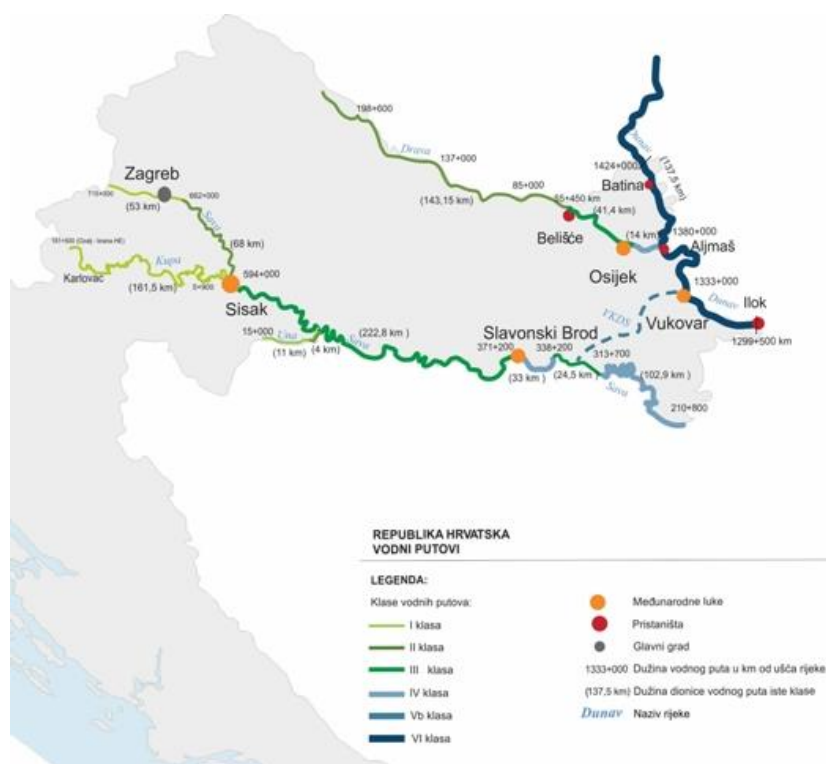 198+600
Drava
137+000
Dunav
(137,5 km)
1424+000
Batina
Zagreb
(53 km)
662+000
Sava
(68 km)
85+000
(143,15 km)
55+450 km
(41,4 km)
Belišće
(14 km)
1380+000
Aljmaš
Osijek
Karlovac
Kupa
(161,5 km)
594+000
Sisak
1333+000
Dunav
Ilok
Vukovar
1299+500 km
VKDS
15+000
Una
(11 km)
(4 km)
Sava
(222,8 km)
Slavonski Brod
371+200
338+200
313+700
(33 km )
(24,5 km)
(102,9 km)
Sava
210+800
REPUBLIKA HRVATSKA
VODNI PUTOVI
LEGENDA:
Klase vodnih putova:
I klasa
II klasa
III klasa
IV klasa
Vb klasa
VI klasa
Međunarodne luke
Pristaništa
Glavni grad
1333+000 Dužina vodnog puta u km od ušća rijeke
(137,5 km) Dužina dionice vodnog puta iste klase
Dunav Naziv rijeke